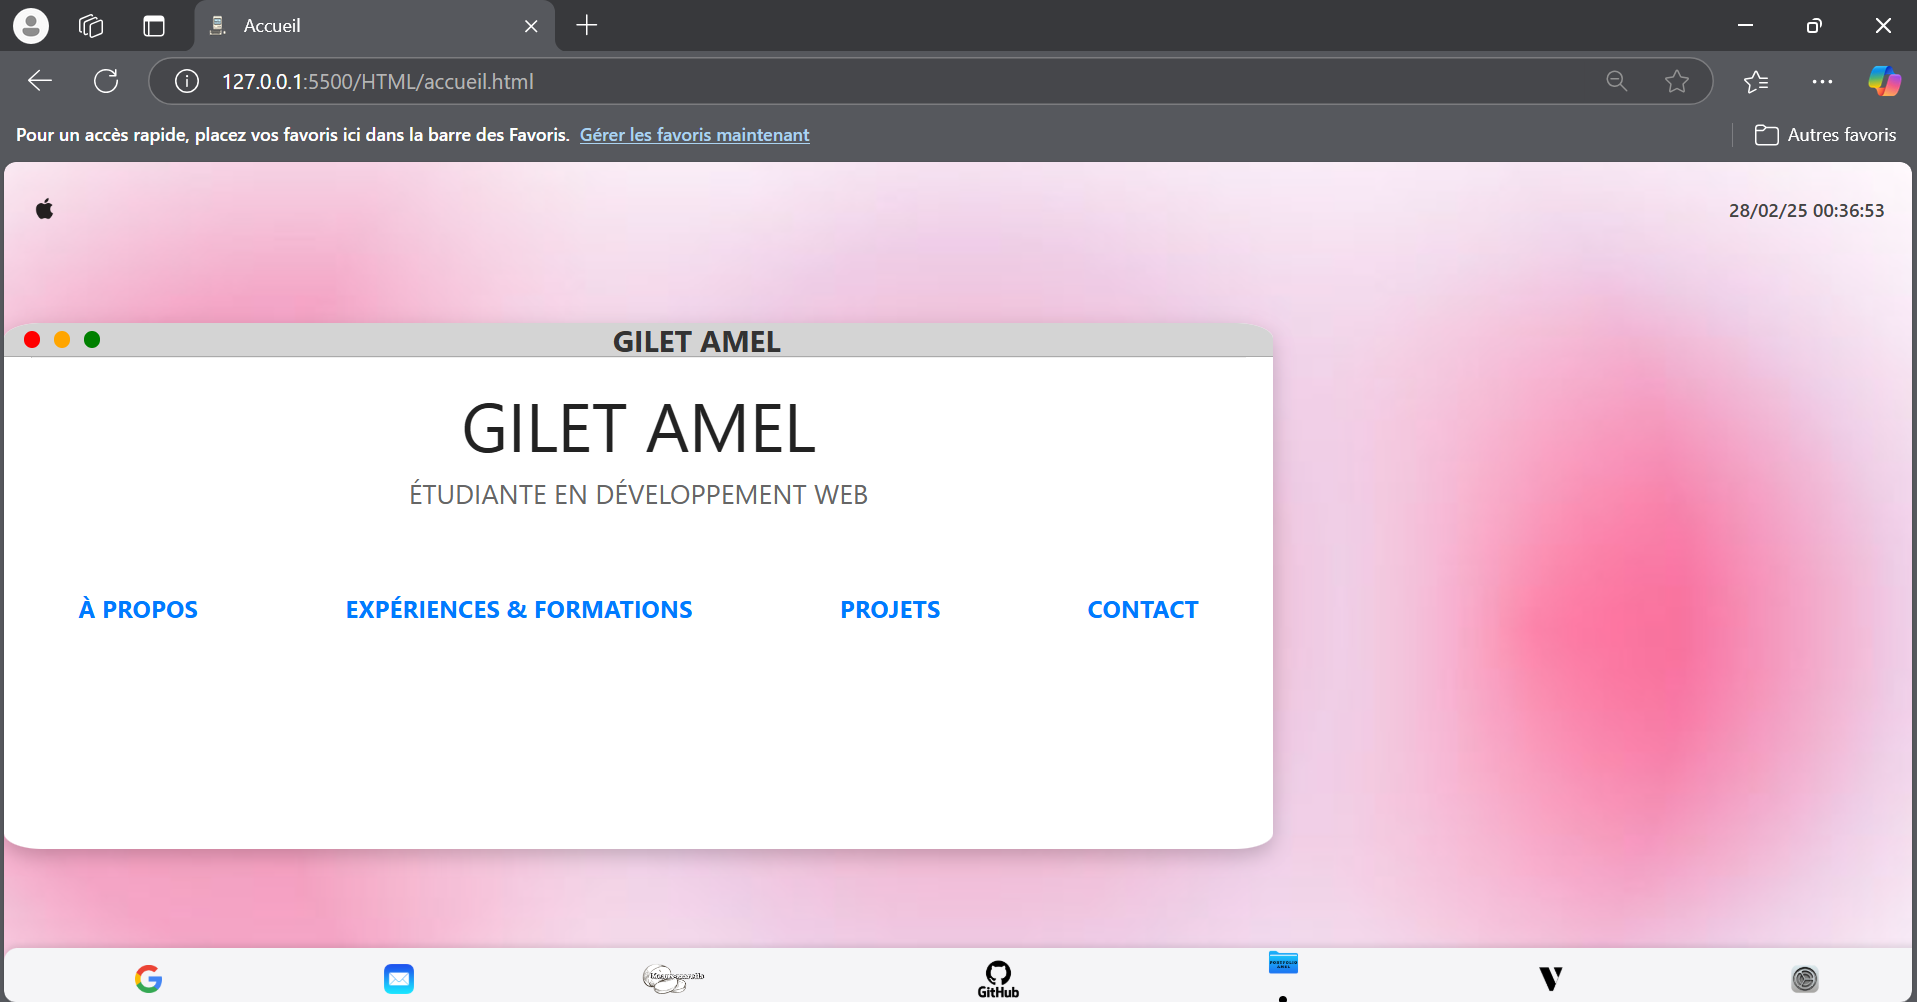 Accueil
127.0.0.1:5500/HTML/accueil.html
Pour un accès rapide, placez vos favoris ici dans la barre des Favoris. Gérer les favoris maintenant
Autres favoris
28/02/25 00:36:53
GILET AMEL
GILET AMEL
ÉTUDIANTE EN DÉVELOPPEMENT WEB
À PROPOS
EXPÉRIENCES & FORMATIONS
PROJETS
CONTACT
GitHub
PORTFOLIO
AMEL